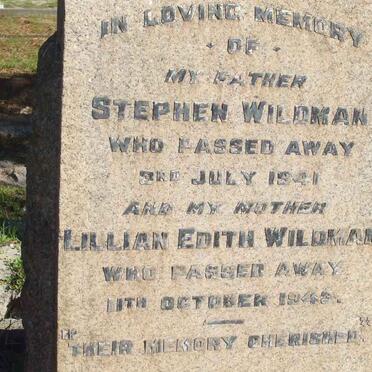 IN LOVING MEMORY
· OF ·
MY FATHER
STEPHEN WILDMAN
WHO PASSED AWAY
3RD JULY 1941
AND MY MOTHER
LILLIAN EDITH WILDMAN
WHO PASSED AWAY
11TH OCTOBER 1943.
"THEIR MEMORY CHERISHED."